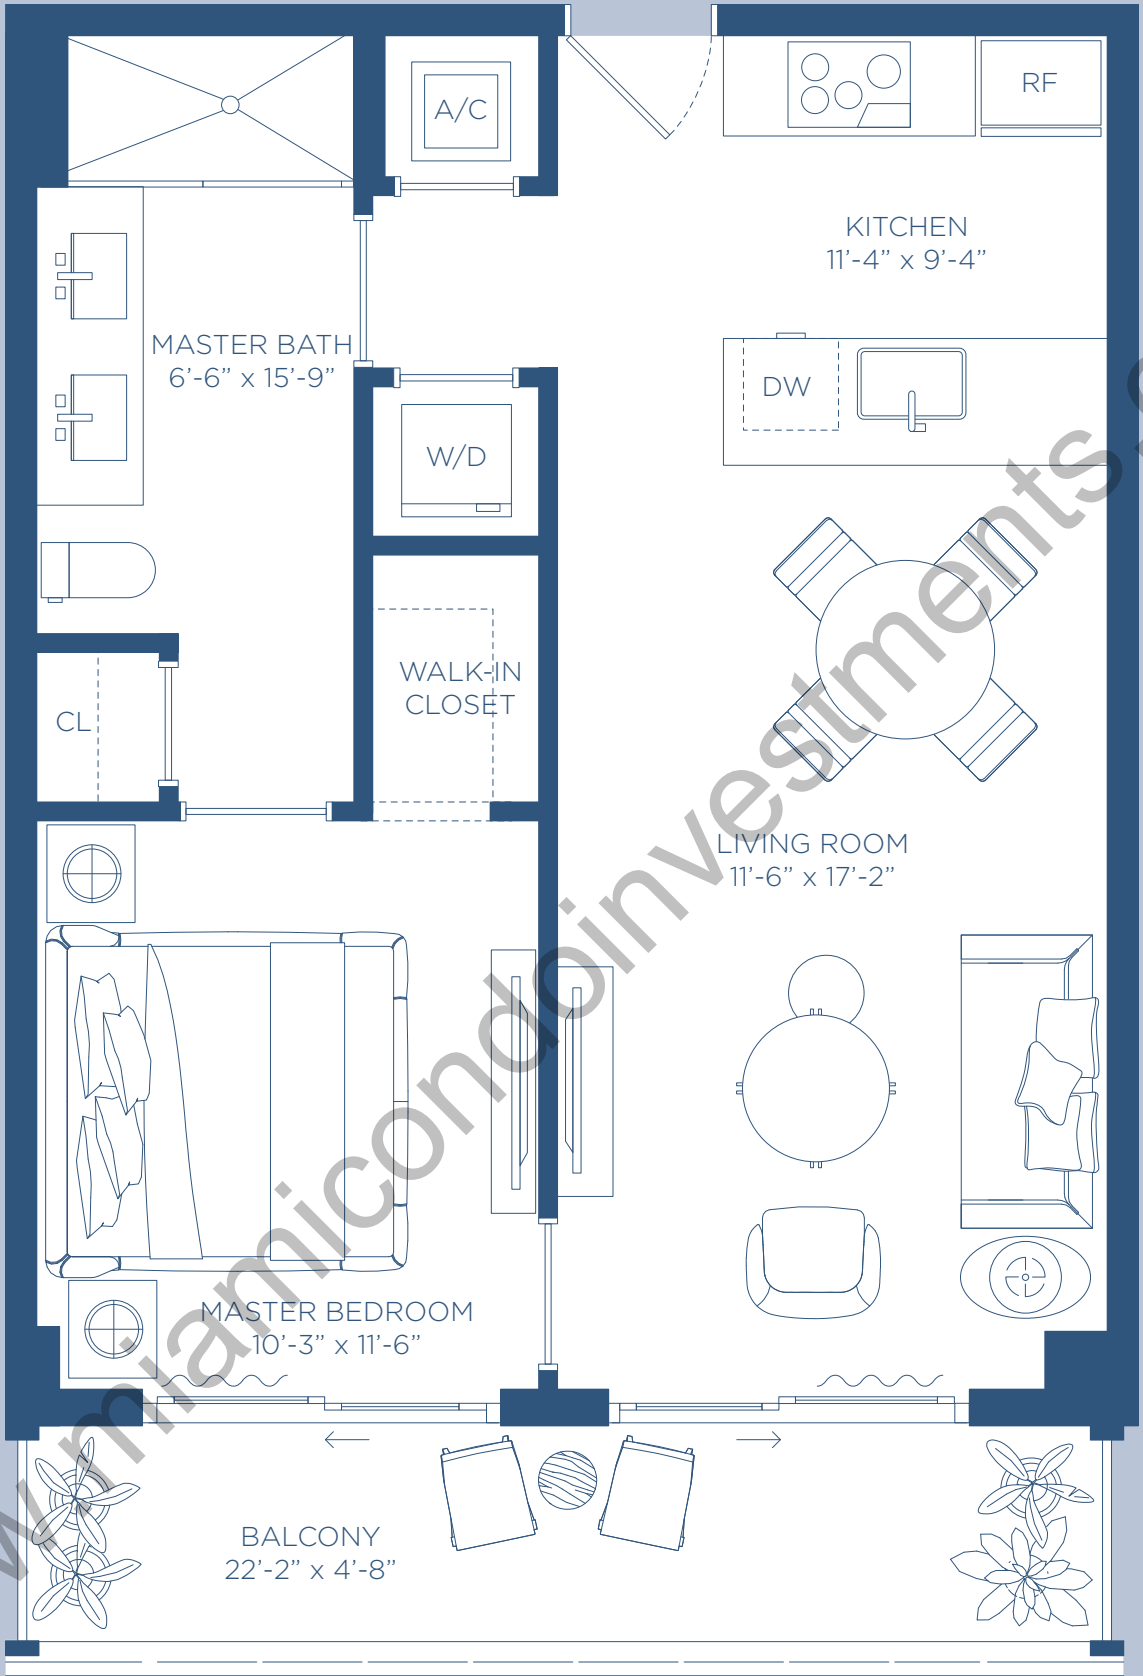 A/C
RF
KITCHEN
11'-4” x 9'-4”
MASTER BATH
6'-6” x 15'-9”
DW
W/D
WALK-IN
CLOSET
CL
LIVING ROOM
11'-6” x 17'-2”
MASTER BEDROOM
10'-3” x 11'-6”
BALCONY
22'-2” x 4'-8”
w.miamicondoinvestments.